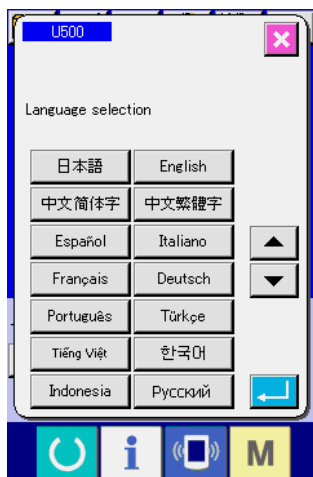 U500
Language selection
日本語 English
中文简体字 中文繁體字
Español Italiano
Français Deutsch
Português Türkçe
Tiếng Việt 한국어
Indonesia Русский
i M